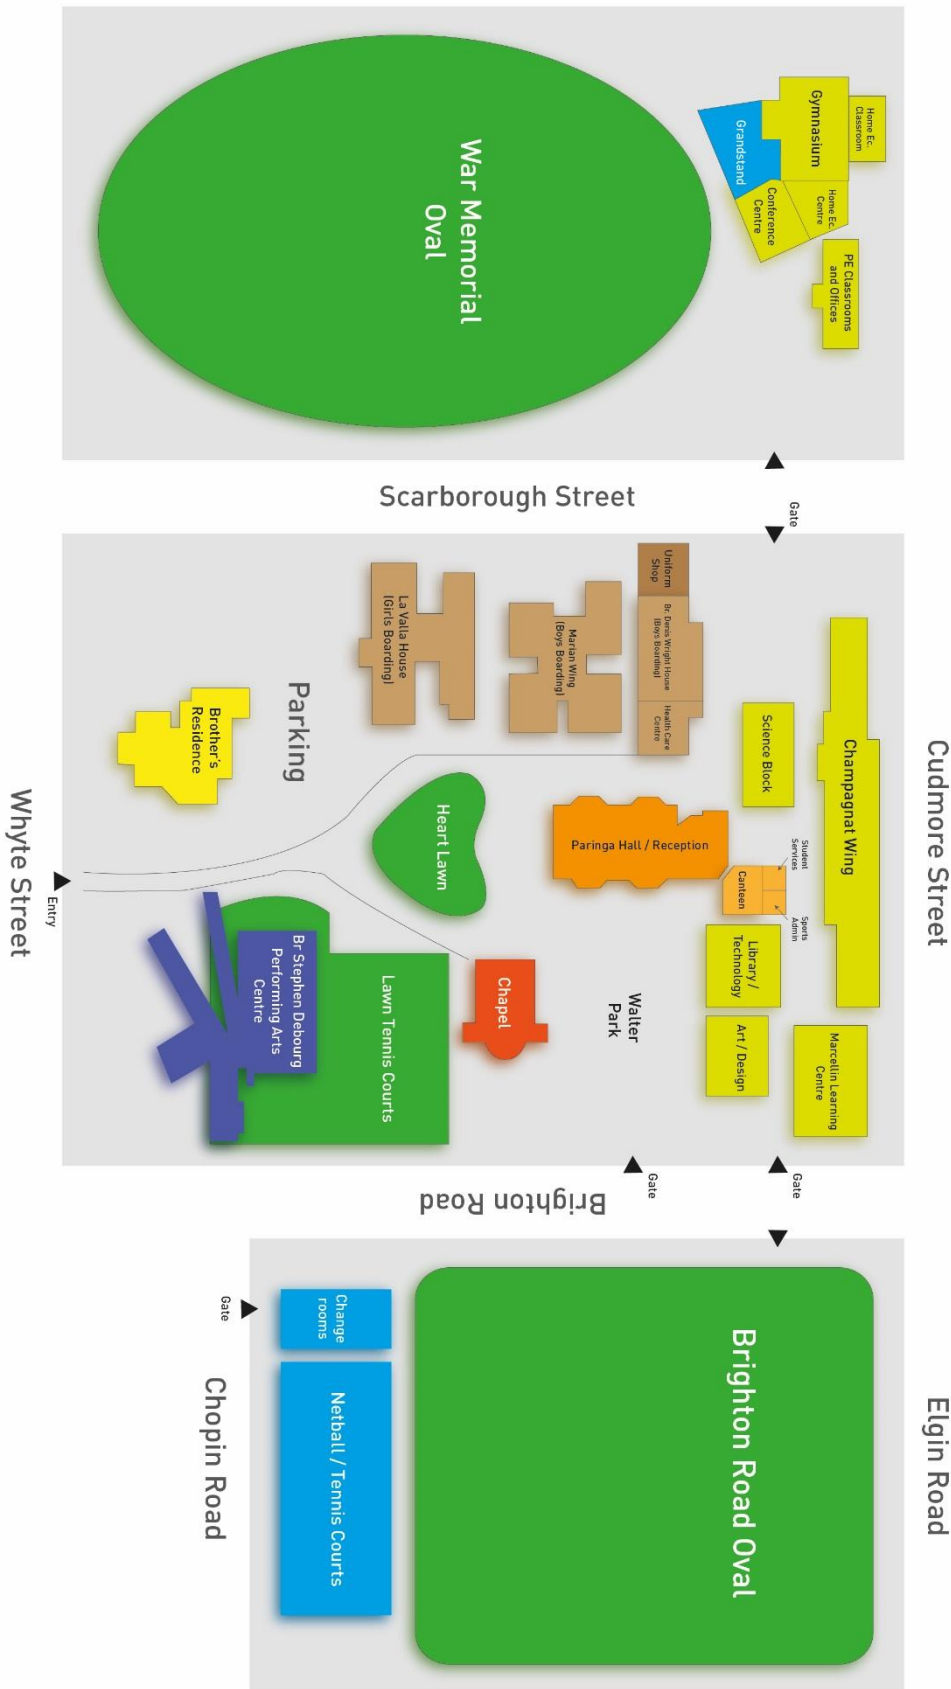 Home Ec.
Classroom
Gymnasium
Grandstand
Home Ec.
Centre
Conference
Centre
PE Classrooms
and Offices
War Memorial
Oval
Scarborough Street
Gate
Cudmore Street
Uniform
Shop
Br. Denis Wright House
(Boys Boarding)
Health Care
Centre
Marian Wing
(Boys Boarding)
La Valla House
(Girls Boarding)
Science Block
Champagnat Wing
Parking
Brother's
Residence
Heart Lawn
Paringa Hall / Reception
Student
Services
Canteen
Sports
Admin
Library /
Technology
Art / Design
Marcellin Learning
Centre
Walter
Park
Chapel
Lawn Tennis Courts
Br Stephen Debourg
Performing Arts
Centre
Entry
Whyte Street
Gate
Gate
Brighton Road
Gate
Change
rooms
Netball / Tennis Courts
Brighton Road Oval
Chopin Road
Elgin Road